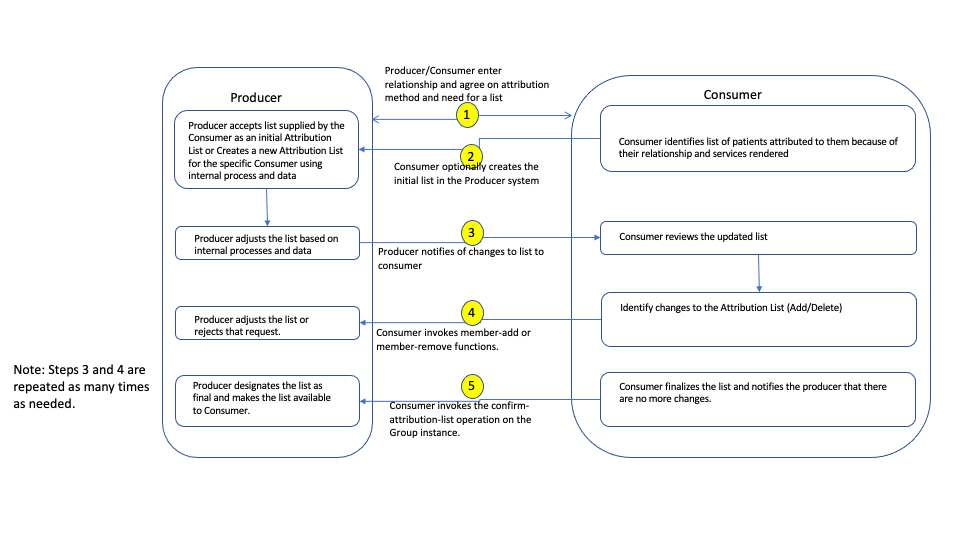 Producer/Consumer enter
relationship and agree on attribution
method and need for a list
Producer
Consumer
1
Producer accepts list supplied by the
Consumer as an initial Attribution
List or Creates a new Attribution List
for the specific Consumer using
internal process and data
Consumer identifies list of patients attributed to them because of
their relationship and services rendered
2
Consumer optionally creates the
initial list in the Producer system
3
Producer adjusts the list based on
internal processes and data
Consumer reviews the updated list
Producer notifies of changes to list to
consumer
4
Producer adjusts the list or
rejects that request.
Identify changes to the Attribution List (Add/Delete)
Consumer invokes member-add or
member-remove functions.
Note: Steps 3 and 4 are
repeated as many times
as needed.
5
Producer designates the list as
final and makes the list available
to Consumer.
Consumer finalizes the list and notifies the producer that there
are no more changes.
Consumer invokes the confirm-
attribution-list operation on the
Group instance.